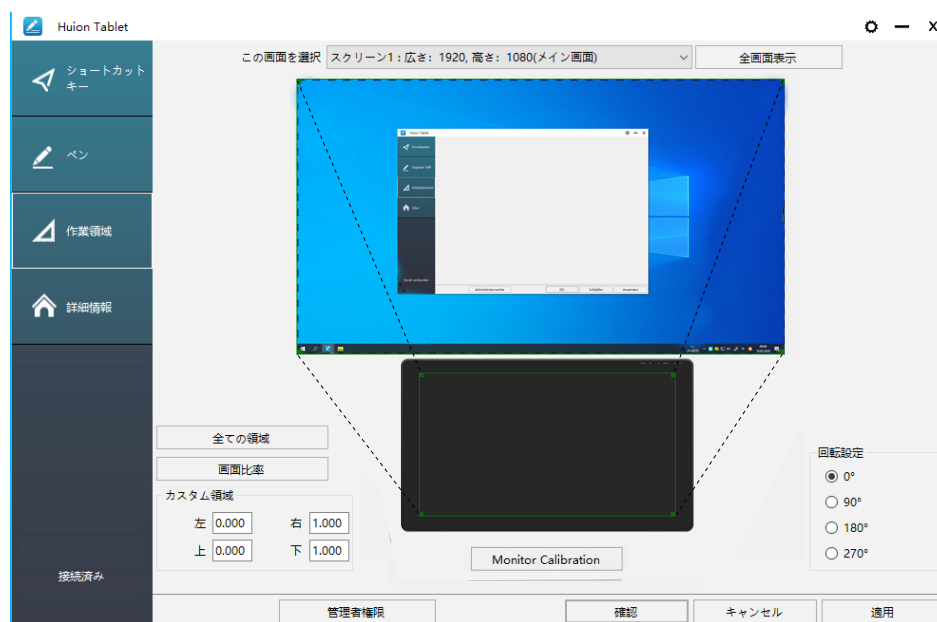 Huion Tablet
ショートカット
キー
ペン
作業領域
詳細情報
接続済み
この画面を選択 スクリーン1 : 広さ: 1920, 高さ: 1080(メイン画面) 全画面表示
Huion Tablet
全ての領域
画面比率
カスタム領域
左 0.000 右 1.000
上 0.000 下 1.000
Monitor Calibration
回転設定
0°
90°
180°
270°
管理者権限 確認 キャンセル 適用